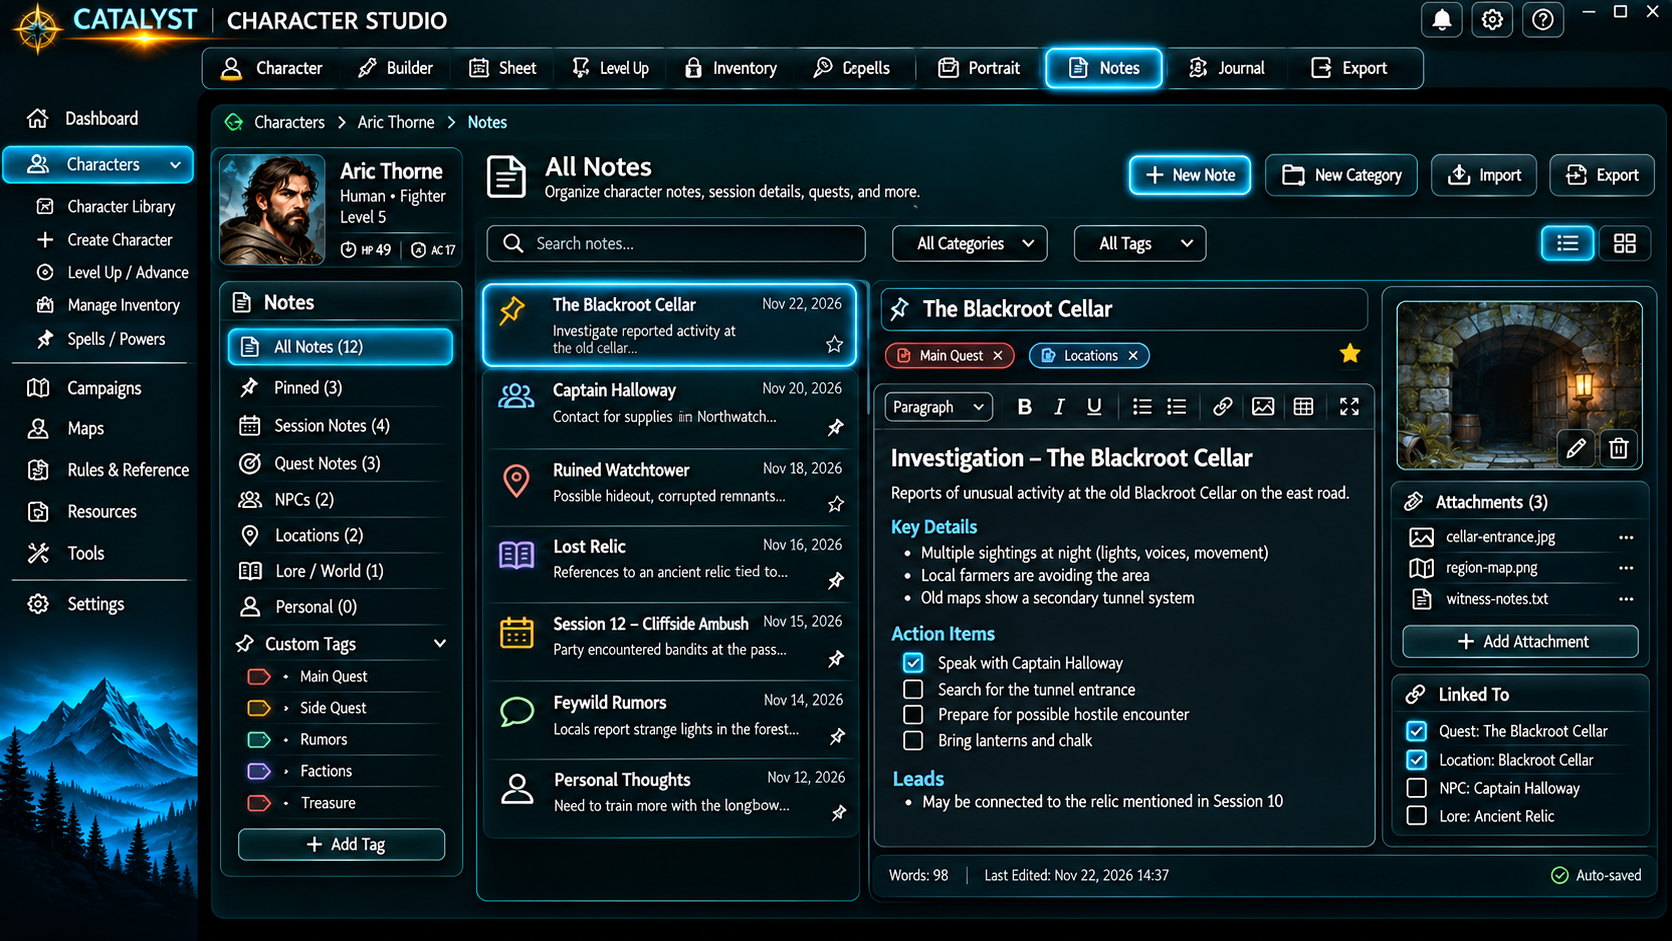 CATALYST | CHARACTER STUDIO
Character Builder Sheet Level Up Inventory Portrait Notes Journal Export
Dashboard
Characters
Character Library
Create Character
Level Up / Advance
Manage Inventory
Spells / Powers
Campaigns
Maps
Rules & Reference
Resources
Tools
Settings
Characters > Aric Thorne > Notes
Aric Thorne
Human • Fighter
Level 5
HP 49 | AC 17
Notes
All Notes (12)
Pinned (3)
Session Notes (4)
Quest Notes (3)
NPCs (2)
Locations (2)
Lore / World (1)
Personal (0)
Custom Tags
• Main Quest
• Side Quest
• Rumors
• Factions
• Treasure
+ Add Tag
All Notes
Organize character notes, session details, quests, and more.
+ New Note New Category Import Export
Search notes... All Categories All Tags
The Blackroot Cellar Nov 22, 2026
Investigate reported activity at
the old cellar...
Captain Halloway Nov 20, 2026
Contact for supplies Northwatch...
Ruined Watchtower Nov 18, 2026
Possible hideout, corrupted remnants...
Lost Relic Nov 16, 2026
References to an ancient relic tied to...
Session 12 – Cliffside Ambush Nov 15, 2026
Party encountered bandits at the pass...
Feywild Rumors Nov 14, 2026
Locals report strange lights in the forest...
Personal Thoughts Nov 12, 2026
Need to train more with the longbow...
The Blackroot Cellar
Main Quest × Locations ×
Paragraph B I U
Investigation – The Blackroot Cellar
Reports of unusual activity at the old Blackroot Cellar on the east road.
Key Details
• Multiple sightings at night (lights, voices, movement)
• Local farmers are avoiding the area
• Old maps show a secondary tunnel system
Action Items
Speak with Captain Halloway
Search for the tunnel entrance
Prepare for possible hostile encounter
Bring lanterns and chalk
Leads
• May be connected to the relic mentioned in Session 10
Words: 98 | Last Edited: Nov 22, 2026 14:37
Attachments (3)
cellar-entrance.jpg ...
region-map.png ...
witness-notes.txt ...
+ Add Attachment
Linked To
Quest: The Blackroot Cellar
Location: Blackroot Cellar
NPC: Captain Halloway
Lore: Ancient Relic
Auto-saved